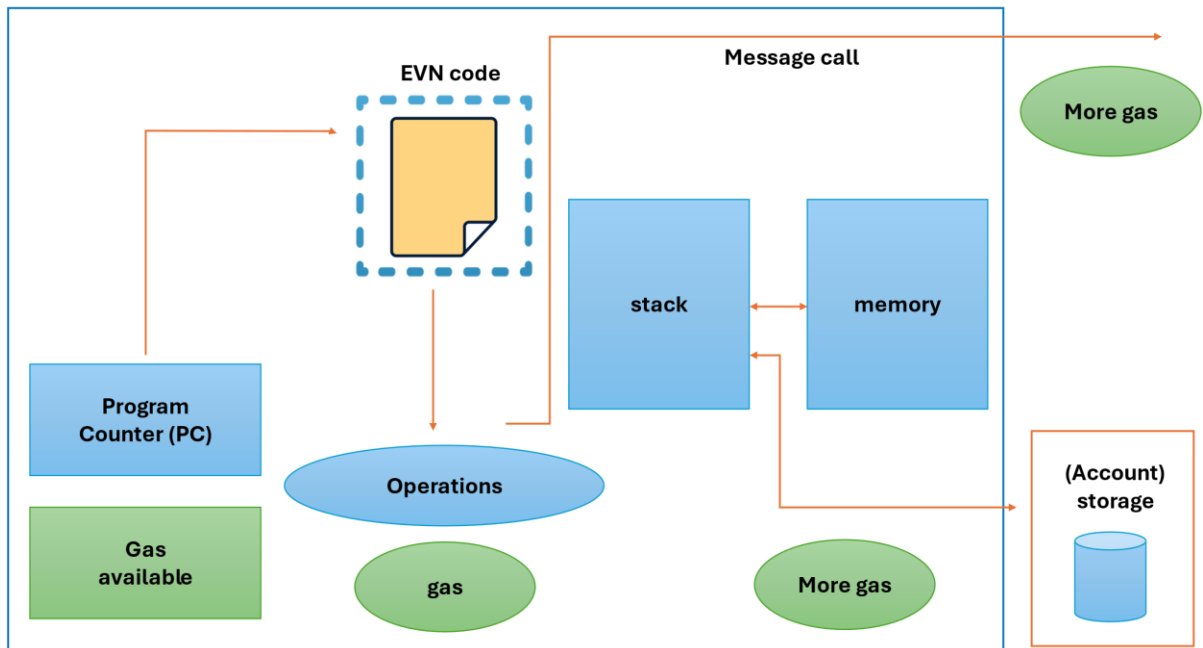 EVN code
Message call
More gas
stack
memory
Program
Counter (PC)
Operations
(Account)
storage
Gas
available
gas
More gas